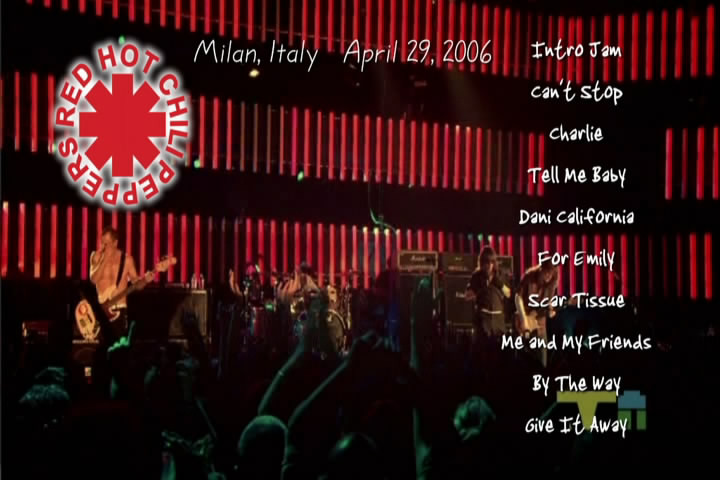 RED HOT CHILI PEPPERS
Milan, Italy April 29, 2006
Intro Jam
Can't Stop
Charlie
Tell Me Baby
Dani California
For Emily
Scar Tissue
Me and My Friends
By The Way
Give It Away